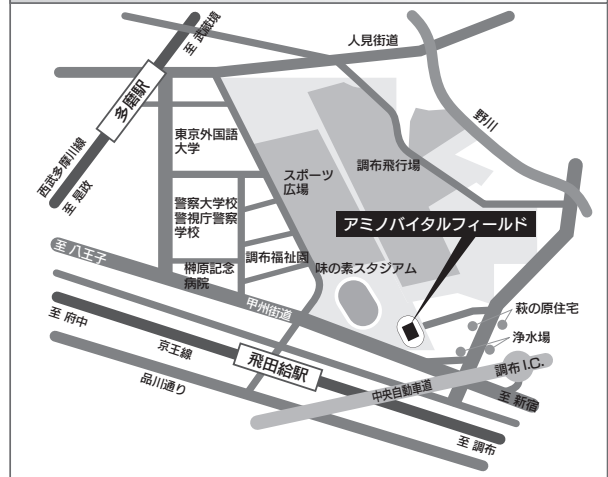 至 武蔵境
人見街道
多磨駅
野川
西武多摩川線
至 是政
東京外国語
大学
スポーツ
広場
調布飛行場
警察大学校
警視庁警察
学校
アミノバイタルフィールド
至 八王子
調布福祉園
味の素スタジアム
榊原記念
病院
甲州街道
萩の原住宅
至 府中
浄水場
京王線
飛田給駅
調布 I.C.
中央自動車道
品川通り
至 新宿
至 調布